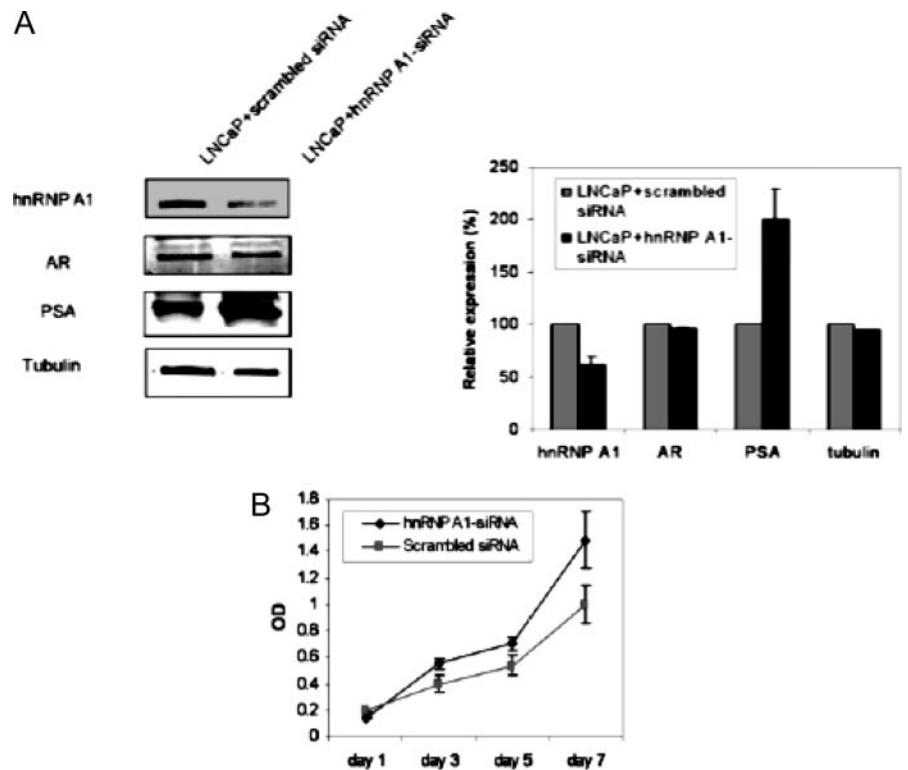 A
LNCaP+scrambled siRNA
LNCaP+hnRNP A1-siRNA
hnRNP A1
AR
PSA
Tubulin
250
200
150
100
50
0
Relative expression (%)
LNCaP+scrambled
siRNA
LNCaP+hnRNP A1-
siRNA
hnRNP A1 AR PSA tubulin
B
1.8
1.6
1.4
1.2
1
0.8
0.6
0.4
0.2
0
OD
hnRNP A1-siRNA
Scrambled siRNA
day 1 day 3 day 5 day 7